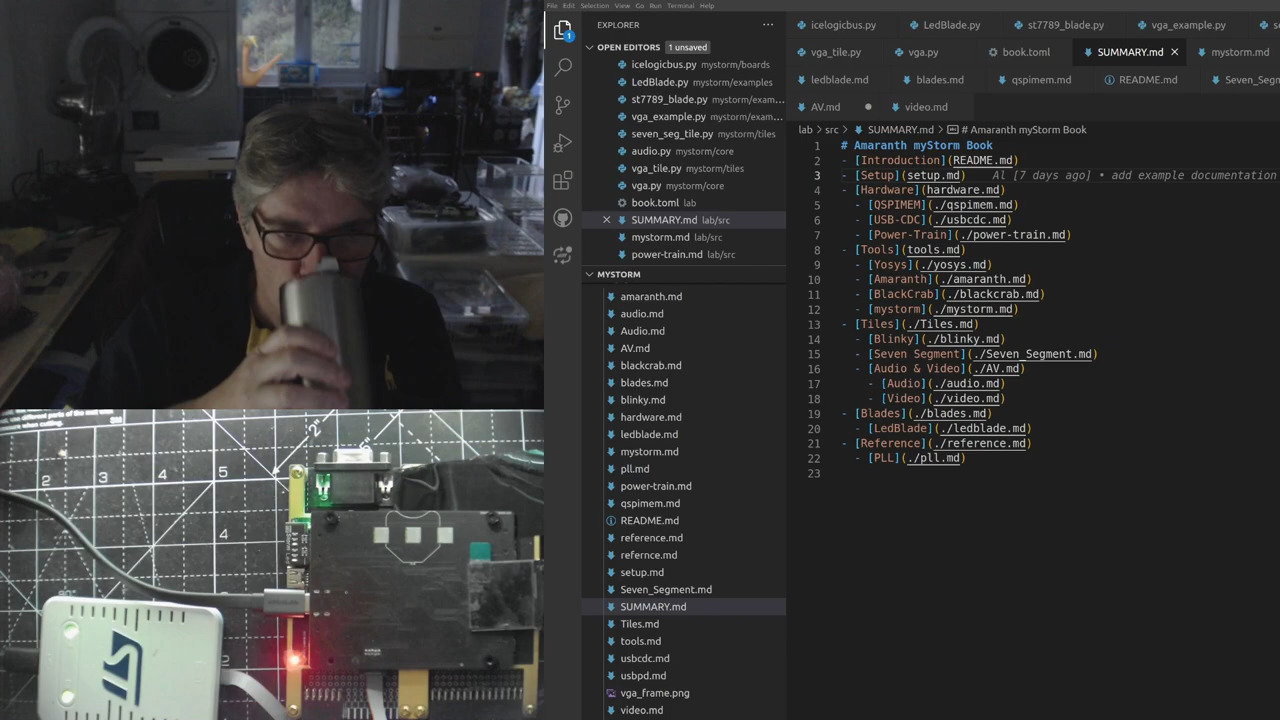 File Edit Selection View Go Run Terminal Help
EXPLORER
OPEN EDITORS 1 unsaved
icelogicbus.py mystorm/boards
LedBlade.py mystorm/examples
st7789_blade.py mystorm/exam...
vga_example.py mystorm/exam...
seven_seg_tile.py mystorm/tiles
audio.py mystorm/core
vga_tile.py mystorm/tiles
vga.py mystorm/core
book.toml lab
SUMMARY.md lab/src
mystorm.md lab/src
power-train.md lab/src
MYSTORM
amaranth.md
audio.md
Audio.md
AV.md
blackcrab.md
blades.md
blinky.md
hardware.md
ledblade.md
mystorm.md
pll.md
power-train.md
qspimem.md
README.md
reference.md
refernce.md
setup.md
Seven_Segment.md
SUMMARY.md
Tiles.md
tools.md
usbcdc.md
usbpd.md
vga_frame.png
video.md
icelogicbus.py LedBlade.py st7789_blade.py vga_example.py
vga_tile.py vga.py book.toml SUMMARY.md mystorm.md
ledblade.md blades.md qspimem.md README.md Seven_Segm
AV.md video.md
lab > src > SUMMARY.md > # Amaranth myStorm Book
1 # Amaranth myStorm Book
2 - [Introduction](README.md)
3 - [Setup](setup.md) Al [7 days ago] • add example documentation
4 - [Hardware](hardware.md)
5 - [QSPIMEM](./qspimem.md)
6 - [USB-CDC](./usbcdc.md)
7 - [Power-Train](./power-train.md)
8 - [Tools](tools.md)
9 - [Yosys](./yosys.md)
10 - [Amaranth](./amaranth.md)
11 - [BlackCrab](./blackcrab.md)
12 - [mystorm](./mystorm.md)
13 - [Tiles](./Tiles.md)
14 - [Blinky](./blinky.md)
15 - [Seven Segment](./Seven_Segment.md)
16 - [Audio & Video](./AV.md)
17 - [Audio](./audio.md)
18 - [Video](./video.md)
19 - [Blades](./blades.md)
20 - [LedBlade](./ledblade.md)
21 - [Reference](./reference.md)
22 - [PLL](./pll.md)
23
2 3 4 5 2"
4
2